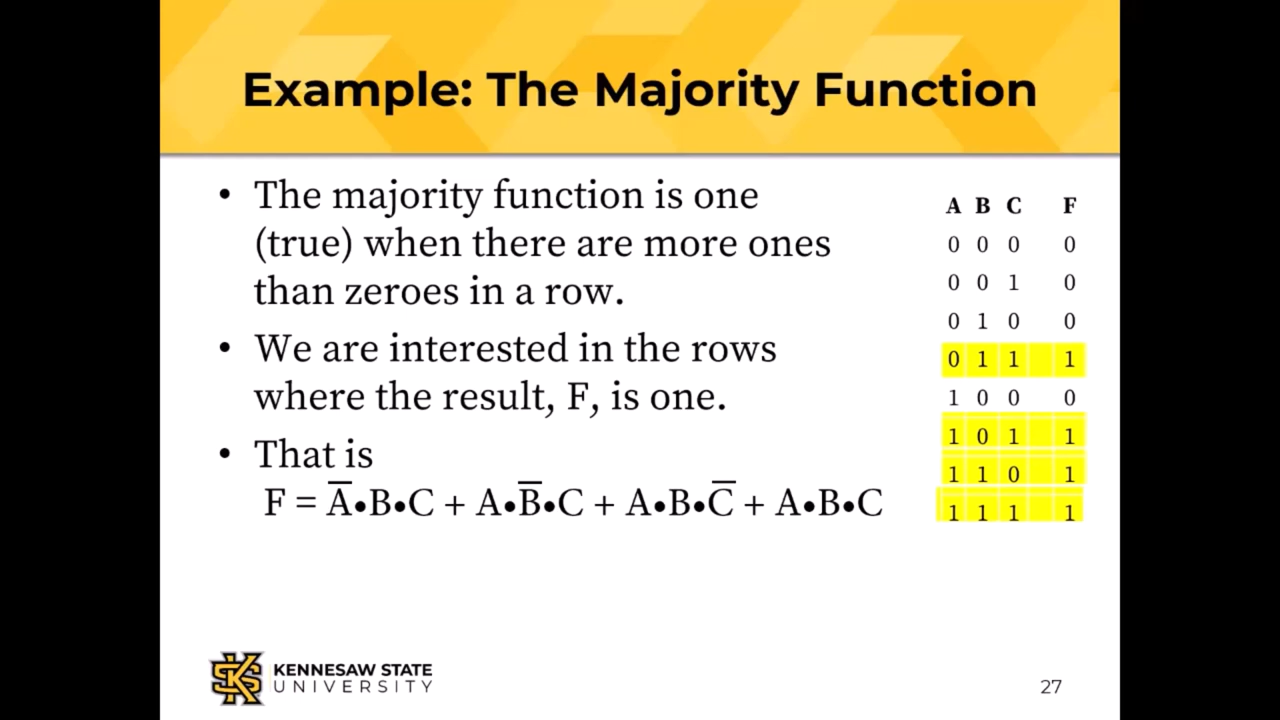 Example: The Majority Function
• The majority function is one
(true) when there are more ones
than zeroes in a row.
• We are interested in the rows
where the result, F, is one.
• That is
F = A̅•B•C + A•B̅•C + A•B•C̅ + A•B•C
A B C F
0 0 0 0
0 0 1 0
0 1 0 0
0 1 1 1
1 0 0 0
1 0 1 1
1 1 0 1
1 1 1 1
KENNESAW STATE
UNIVERSITY
27